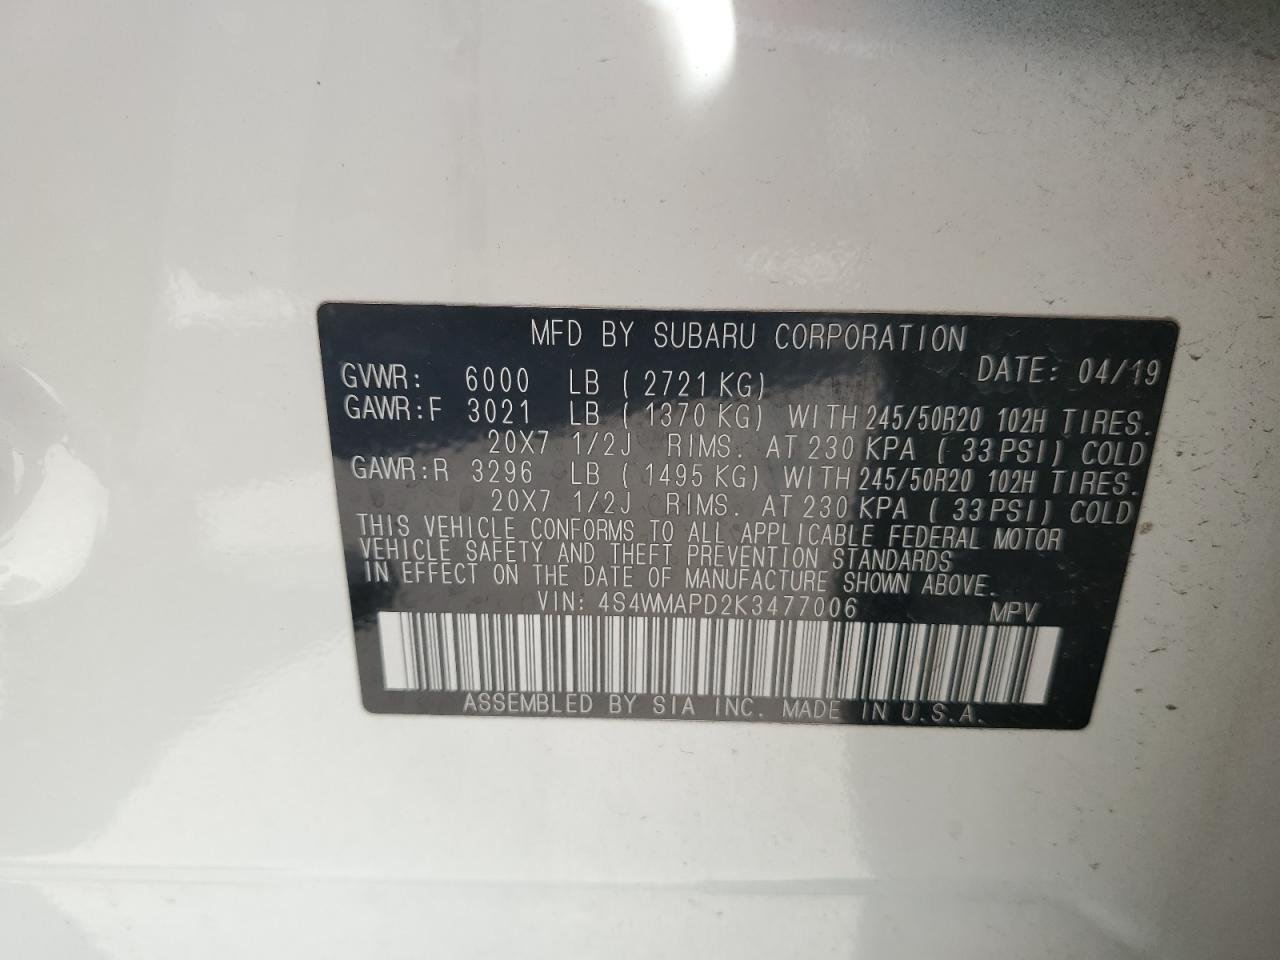 MFD BY SUBARU CORPORATION
DATE: 04/19
GVWR: 6000 LB ( 2721 KG)
GAWR:F 3021 LB ( 1370 KG) WITH 245/50R20 102H TIRES.
20X7 1/2J RIMS. AT 230 KPA ( 33 PSI) COLD
GAWR:R 3296 LB ( 1495 KG) WITH 245/50R20 102H TIRES.
20X7 1/2J RIMS. AT 230 KPA ( 33 PSI) COLD
THIS VEHICLE CONFORMS TO ALL APPLICABLE FEDERAL MOTOR
VEHICLE SAFETY AND THEFT PREVENTION STANDARDS
IN EFFECT ON THE DATE OF MANUFACTURE SHOWN ABOVE.
VIN: 4S4WMAPD2K3477006 MPV
ASSEMBLED BY SIA INC. MADE IN U.S.A.